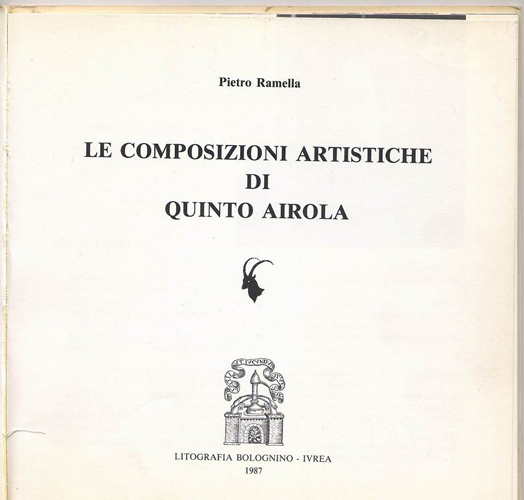 Pietro Ramella
LE COMPOSIZIONI ARTISTICHE
DI
QUINTO AIROLA
LITOGRAFIA BOLOGNINO - IVREA
1987